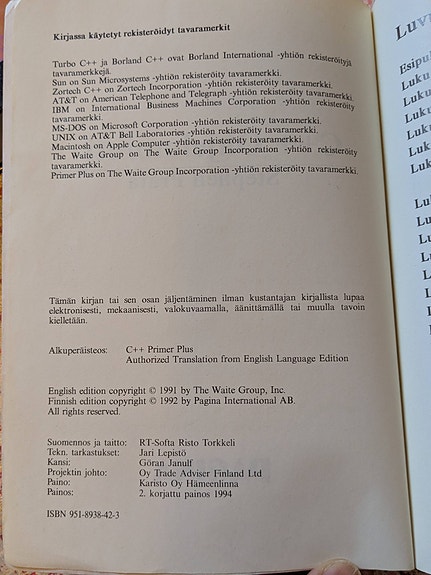 Kirjassa käytetyt rekisteröidyt tavaramerkit
Turbo C++ ja Borland C++ ovat Borland International -yhtiön rekisteröityjä
tavaramerkkejä.
Sun on Sun Microsystems -yhtiön rekisteröity tavaramerkki.
Zortech C++ on Zortech Incorporation -yhtiön rekisteröity tavaramerkki.
AT&T on American Telephone and Telegraph -yhtiön rekisteröity tavaramerkki.
IBM on International Business Machines Corporation -yhtiön rekisteröity
tavaramerkki.
MS-DOS on Microsoft Corporation -yhtiön rekisteröity tavaramerkki.
UNIX on AT&T Bell Laboratories -yhtiön rekisteröity tavaramerkki.
Macintosh on Apple Computer -yhtiön rekisteröity tavaramerkki.
The Waite Group on The Waite Group Incorporation -yhtiön rekisteröity
tavaramerkki.
Primer Plus on The Waite Group Incorporation -yhtiön rekisteröity tavaramerkki.
Tämän kirjan tai sen osan jäljentäminen ilman kustantajan kirjallista lupaa
elektronisesti, mekaanisesti, valokuvaamalla, äänittämällä tai muulla tavoin
kielletään.
Alkuperäisteos: C++ Primer Plus
Authorized Translation from English Language Edition
English edition copyright © 1991 by The Waite Group, Inc.
Finnish edition copyright © 1992 by Pagina International AB.
All rights reserved.
Suomennos ja taitto: RT-Softa Risto Torkkeli
Tekn. tarkastukset: Jari Lepistö
Kansi: Göran Janulf
Projektin johto: Oy Trade Adviser Finland Ltd
Paino: Karisto Oy Hämeenlinna
Painos: 2. korjattu painos 1994
ISBN 951-8938-42-3